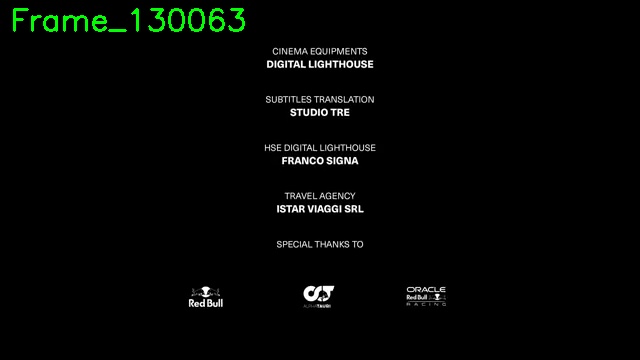 Frame_130063
CINEMA EQUIPMENTS
DIGITAL LIGHTHOUSE
SUBTITLES TRANSLATION
STUDIO TRE
HSE DIGITAL LIGHTHOUSE
FRANCO SIGNA
TRAVEL AGENCY
ISTAR VIAGGI SRL
SPECIAL THANKS TO
Red Bull
ALPHATAURI
ORACLE
Red Bull
RACING